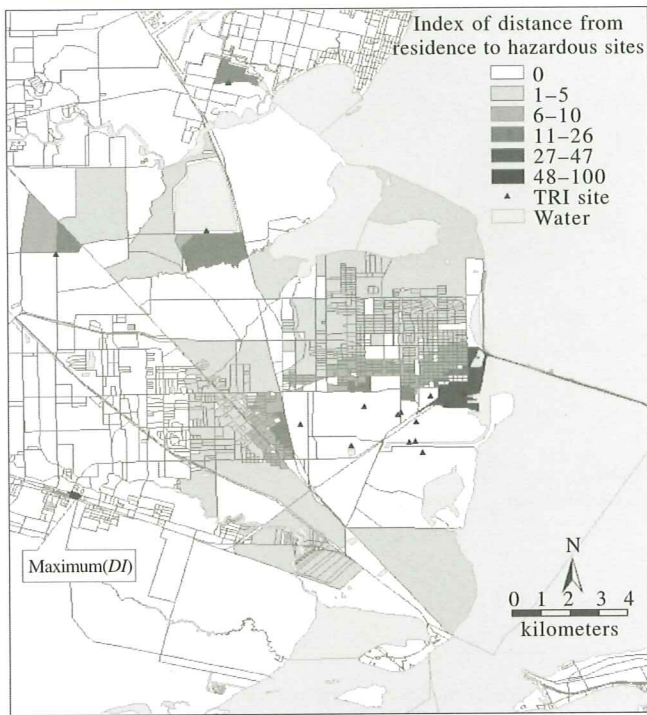 Index of distance from
residence to hazardous sites
0
1–5
6–10
11–26
27–47
48–100
TRI site
Water
Maximum(DI)
N
0 1 2 3 4
kilometers